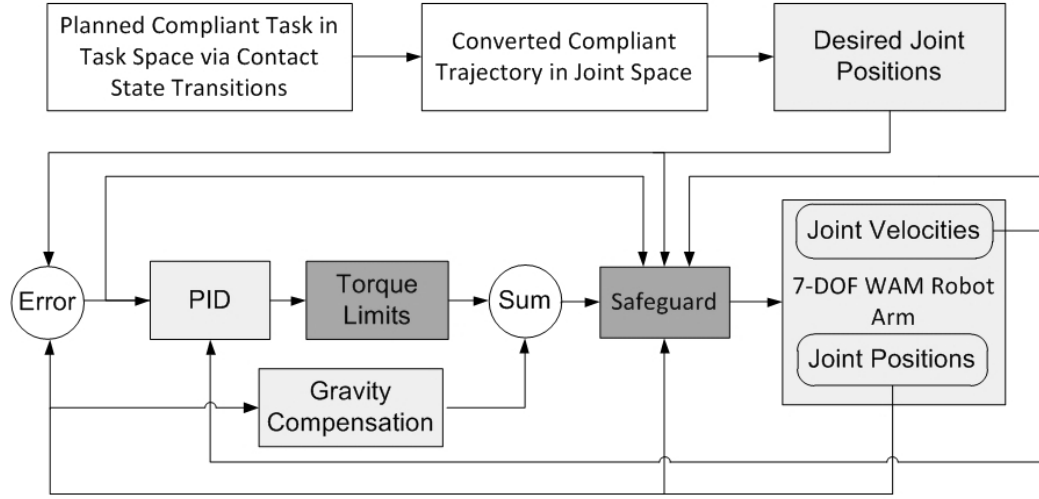 Planned Compliant Task in
Task Space via Contact
State Transitions
Converted Compliant
Trajectory in Joint Space
Desired Joint
Positions
Error
PID
Torque
Limits
Sum
Safeguard
Joint Velocities
7-DOF WAM Robot
Arm
Joint Positions
Gravity
Compensation